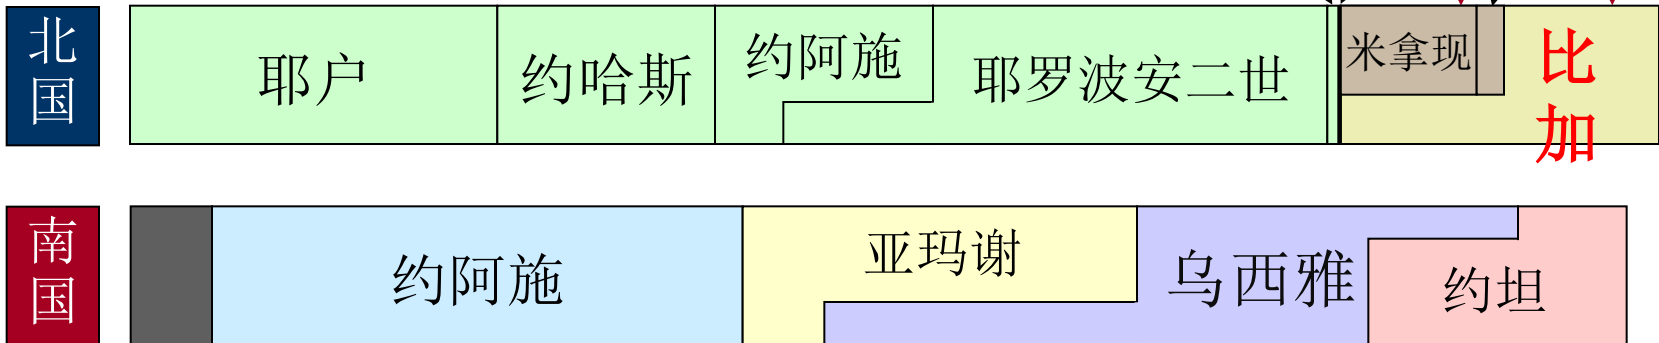 北国
耶户
约哈斯
约阿施
耶罗波安二世
米拿现
比加
南国
约阿施
亚玛谢
乌西雅
约坦